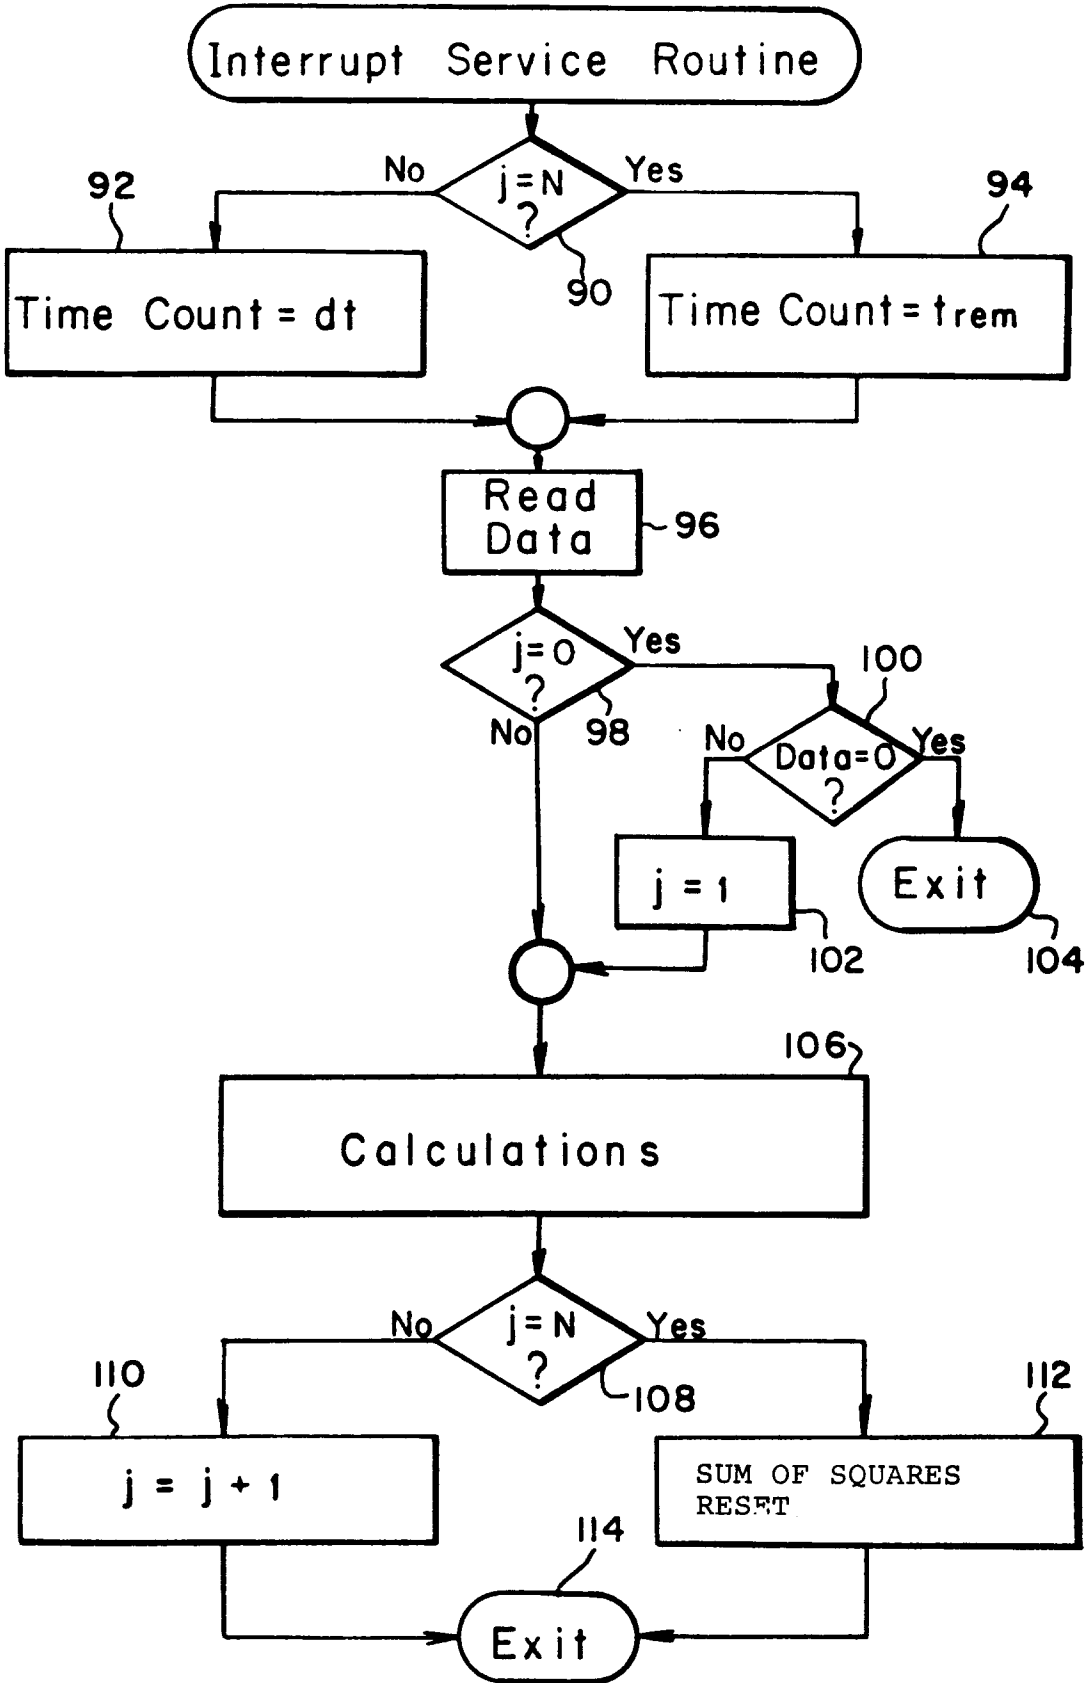 Interrupt Service Routine
No
j=N
?
Yes
92
94
90
Time Count = dt
Time Count = trem
Read
Data
96
j=0
?
Yes
No
98
100
No
Data=0
?
Yes
j = 1
Exit
102
104
106
Calculations
No
j=N
?
Yes
110
108
112
j = j + 1
SUM OF SQUARES
RESET
114
Exit